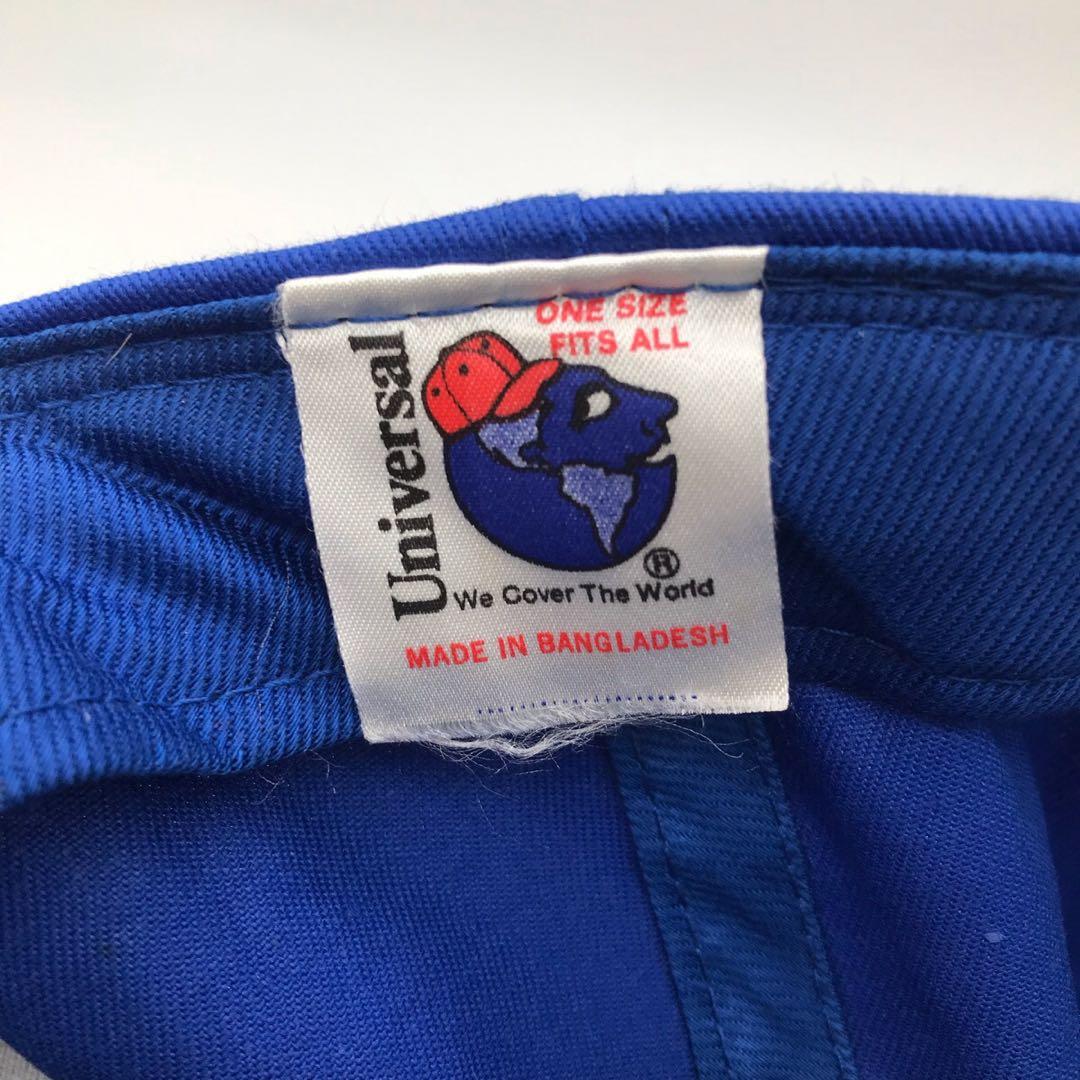 ONE SIZE
FITS ALL
Universal
®
We Cover The World
MADE IN BANGLADESH